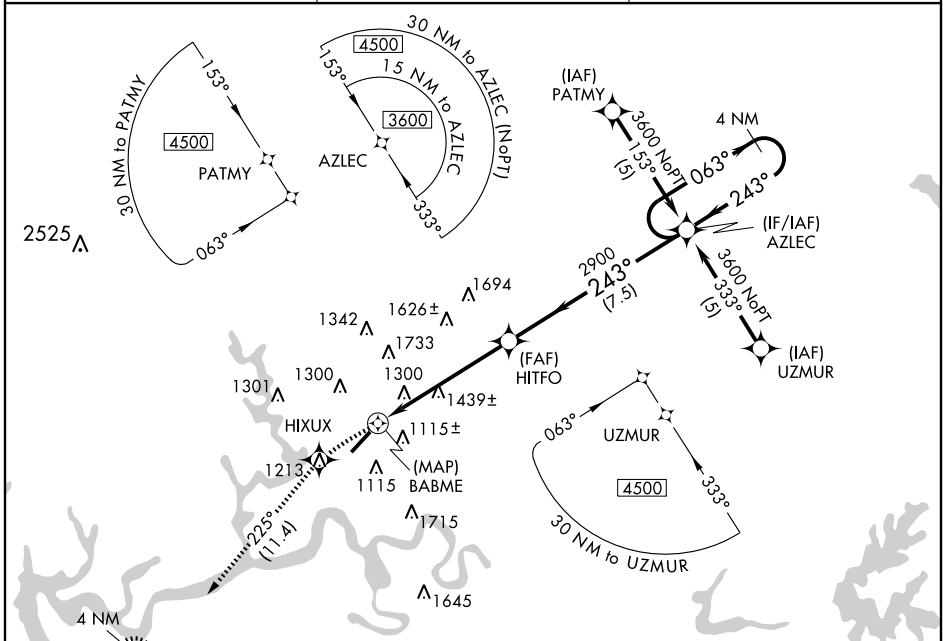 30 NM to AZLEC (NoPT)
4500
153°
15 NM to AZLEC
3600
AZLEC
333°
30 NM to PATMY
153°
4500
PATMY
063°
2525
(IAF)
PATMY
3600 NoPT
153°
(5)
4 NM
063°
243°
(IF/IAF)
AZLEC
3600 NoPT
333°
(5)
(IAF)
UZMUR
2900
243°
(7.5)
(FAF)
HITFO
1694
1626±
1342
1733
1300
1300
1301
1439±
HIXUX
1115±
1213
(MAP)
BABME
1115
1715
225°
(11.4)
1645
063°
UZMUR
4500
333°
30 NM to UZMUR
4 NM